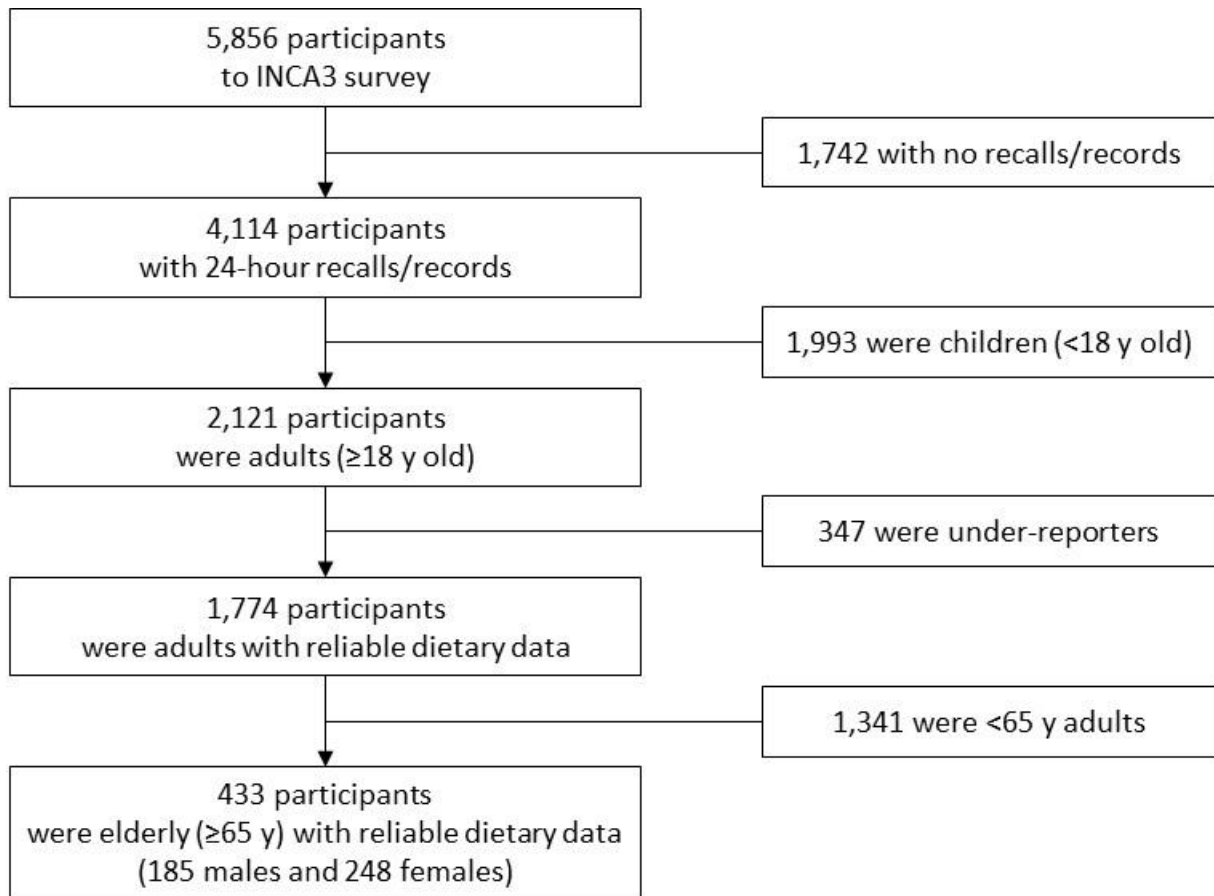 5,856 participants
to INCA3 survey
1,742 with no recalls/records
4,114 participants
with 24-hour recalls/records
1,993 were children (<18 y old)
2,121 participants
were adults (≥18 y old)
347 were under-reporters
1,774 participants
were adults with reliable dietary data
1,341 were <65 y adults
433 participants
were elderly (≥65 y) with reliable dietary data
(185 males and 248 females)